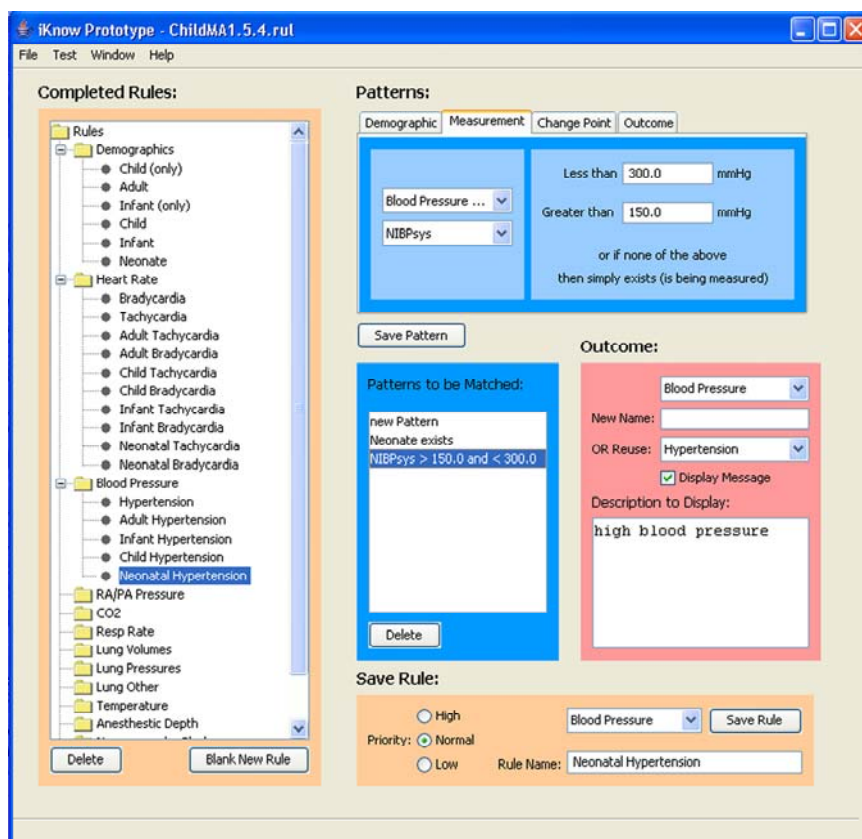 iKnow Prototype - ChildMA1.5.4.rul
File Test Window Help
Completed Rules:
Rules
Demographics
Child (only)
Adult
Infant (only)
Child
Infant
Neonate
Heart Rate
Bradycardia
Tachycardia
Adult Tachycardia
Adult Bradycardia
Child Tachycardia
Child Bradycardia
Infant Tachycardia
Infant Bradycardia
Neonatal Tachycardia
Neonatal Bradycardia
Blood Pressure
Hypertension
Adult Hypertension
Infant Hypertension
Child Hypertension
Neonatal Hypertension
RA/PA Pressure
CO2
Resp Rate
Lung Volumes
Lung Pressures
Lung Other
Temperature
Anesthestic Depth
Delete Blank New Rule
Patterns:
Demographic Measurement Change Point Outcome
Blood Pressure ...
NIBPsys
Less than 300.0 mmHg
Greater than 150.0 mmHg
or if none of the above
then simply exists (is being measured)
Save Pattern
Patterns to be Matched:
new Pattern
Neonate exists
NIBPsys > 150.0 and < 300.0
Delete
Outcome:
Blood Pressure
New Name:
OR Reuse: Hypertension
Display Message
Description to Display:
high blood pressure
Save Rule:
Priority:
High
Normal
Low
Blood Pressure Save Rule
Rule Name: Neonatal Hypertension